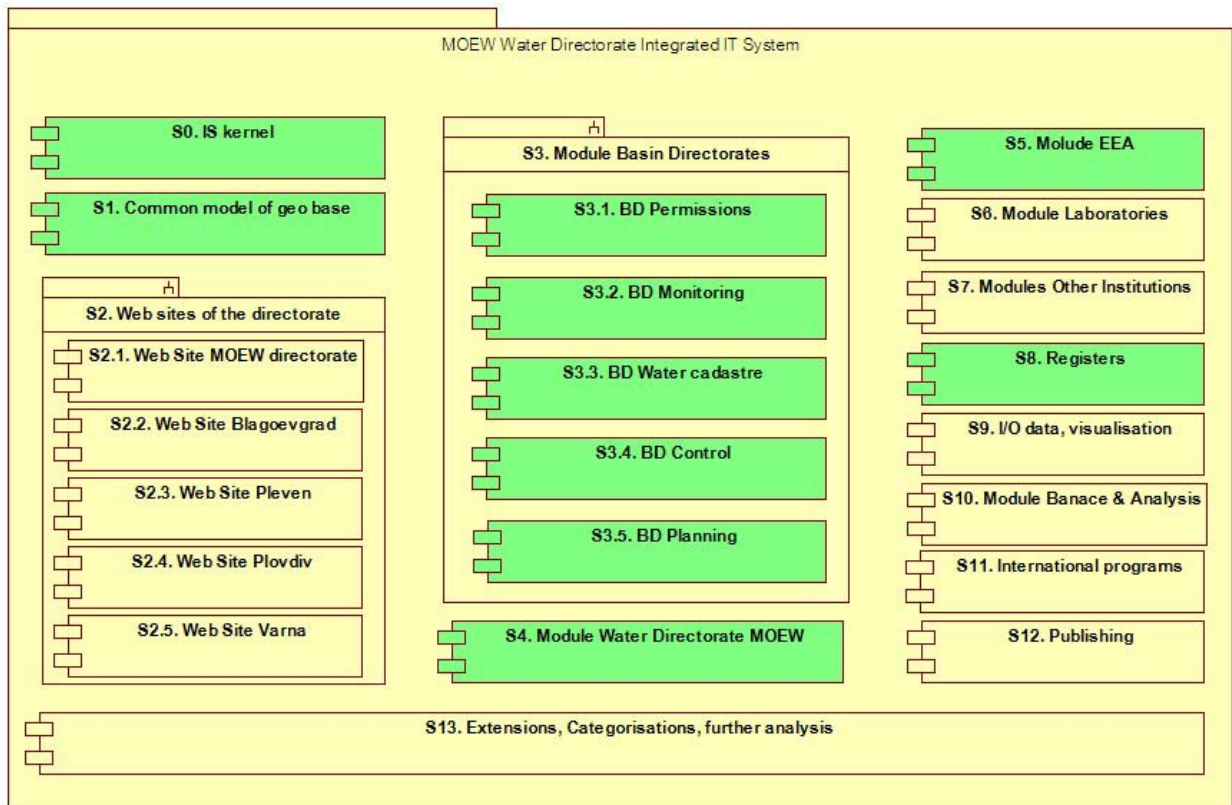 MOEW Water Directorate Integrated IT System
S0. IS kernel
S1. Common model of geo base
S2. Web sites of the directorate
S2.1. Web Site MOEW directorate
S2.2. Web Site Blagoevgrad
S2.3. Web Site Pleven
S2.4. Web Site Plovdiv
S2.5. Web Site Varna
S3. Module Basin Directorates
S3.1. BD Permissions
S3.2. BD Monitoring
S3.3. BD Water cadastre
S3.4. BD Control
S3.5. BD Planning
S4. Module Water Directorate MOEW
S5. Molude EEA
S6. Module Laboratories
S7. Modules Other Institutions
S8. Registers
S9. I/O data, visualisation
S10. Module Banace & Analysis
S11. International programs
S12. Publishing
S13. Extensions, Categorisations, further analysis